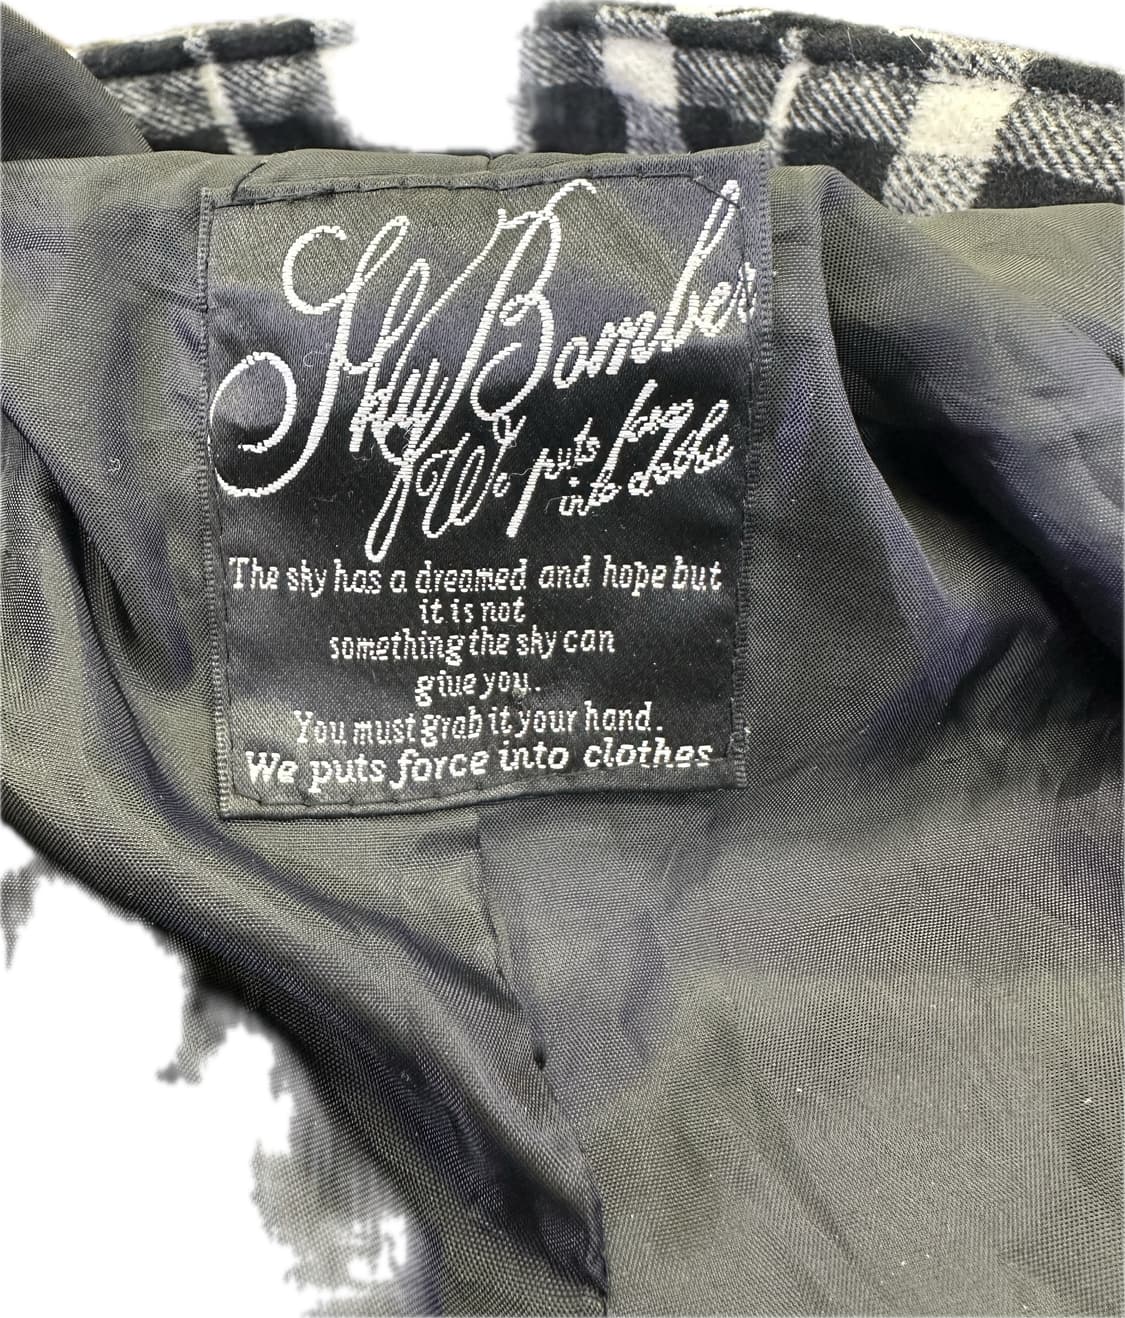 Sky Bomber
We puts force
into clothes
The sky has a dreamed and hope but
it is not
something the sky can
give you..
You must grab it your hand.
We puts force into clothes